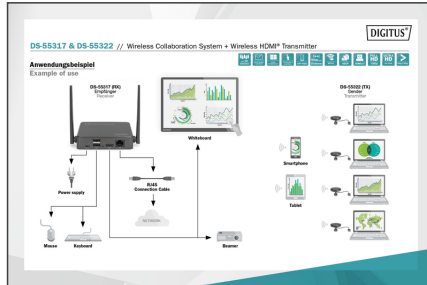 DIGITUS®
DS-55317 & DS-55322 // Wireless Collaboration System + Wireless HDMI® Transmitter
Anwendungsbeispiel
Example of use
DS-55317 (RX)
Empfänger
Receiver
DS-55322 (TX)
Sender
Transmitter
Whiteboard
Smartphone
Power supply
RJ45
Connection Cable
Tablet
NETWORK
Mouse
Keyboard
Beamer